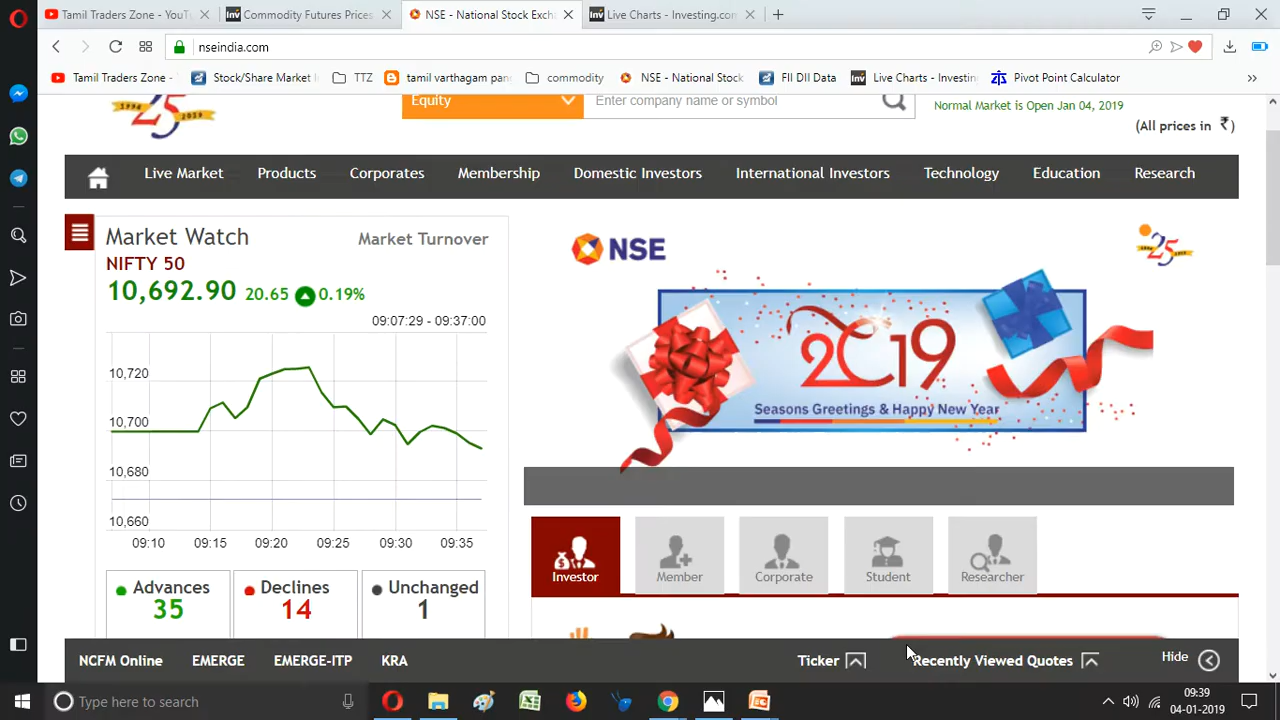 Tamil Traders Zone - YouT
Commodity Futures Prices
NSE - National Stock Exch
Live Charts - Investing.com
nseindia.com
Tamil Traders Zone -
Stock/Share Market I
TTZ
tamil varthagam pan
commodity
NSE - National Stock
FII DII Data
Live Charts - Investin
Pivot Point Calculator
1994 25 2019
Equity
Enter company name or symbol
Normal Market is Open Jan 04, 2019
(All prices in ₹)
Live Market
Products
Corporates
Membership
Domestic Investors
International Investors
Technology
Education
Research
Market Watch
Market Turnover
NIFTY 50
10,692.90 20.65 0.19%
09:07:29 - 09:37:00
10,720
10,700
10,680
10,660
09:10 09:15 09:20 09:25 09:30 09:35
Advances
35
Declines
14
Unchanged
1
NSE
25
2019
Seasons Greetings & Happy New Year
Investor
Member
Corporate
Student
Researcher
NCFM Online
EMERGE
EMERGE-ITP
KRA
Ticker
Recently Viewed Quotes
Hide
Type here to search
09:39
04-01-2019